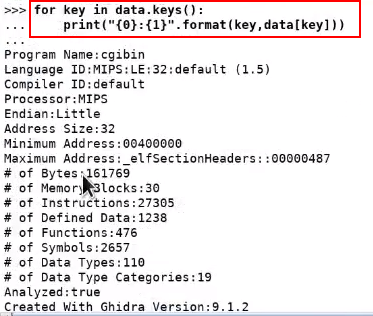 >>> for key in data.keys():
...     print("{0}:{1}".format(key,data[key]))
...
Program Name:cgibin
Language ID:MIPS:LE:32:default (1.5)
Compiler ID:default
Processor:MIPS
Endian:Little
Address Size:32
Minimum Address:00400000
Maximum Address:_elfSectionHeaders::00000487
# of Bytes:161769
# of Memory Blocks:30
# of Instructions:27305
# of Defined Data:1238
# of Functions:476
# of Symbols:2657
# of Data Types:110
# of Data Type Categories:19
Analyzed:true
Created With Ghidra Version:9.1.2